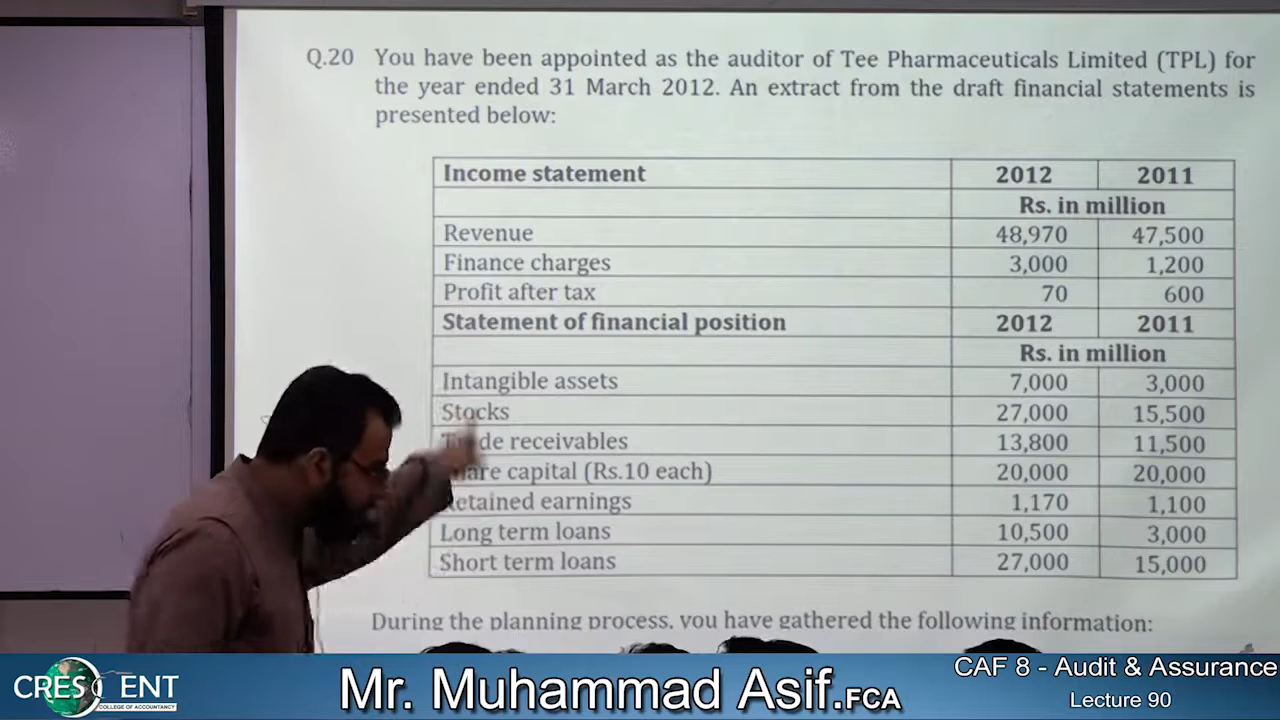 Q.20 You have been appointed as the auditor of Tee Pharmaceuticals Limited (TPL) for
the year ended 31 March 2012. An extract from the draft financial statements is
presented below:
Income statement 2012 2011
Rs. in million
Revenue 48,970 47,500
Finance charges 3,000 1,200
Profit after tax 70 600
Statement of financial position 2012 2011
Rs. in million
Intangible assets 7,000 3,000
Stocks 27,000 15,500
Trade receivables 13,800 11,500
Share capital (Rs.10 each) 20,000 20,000
Retained earnings 1,170 1,100
Long term loans 10,500 3,000
Short term loans 27,000 15,000
During the planning process, you have gathered the following information:
CRESCENT
COLLEGE OF ACCOUNTANCY
Mr. Muhammad Asif.FCA
CAF 8 - Audit & Assurance
Lecture 90